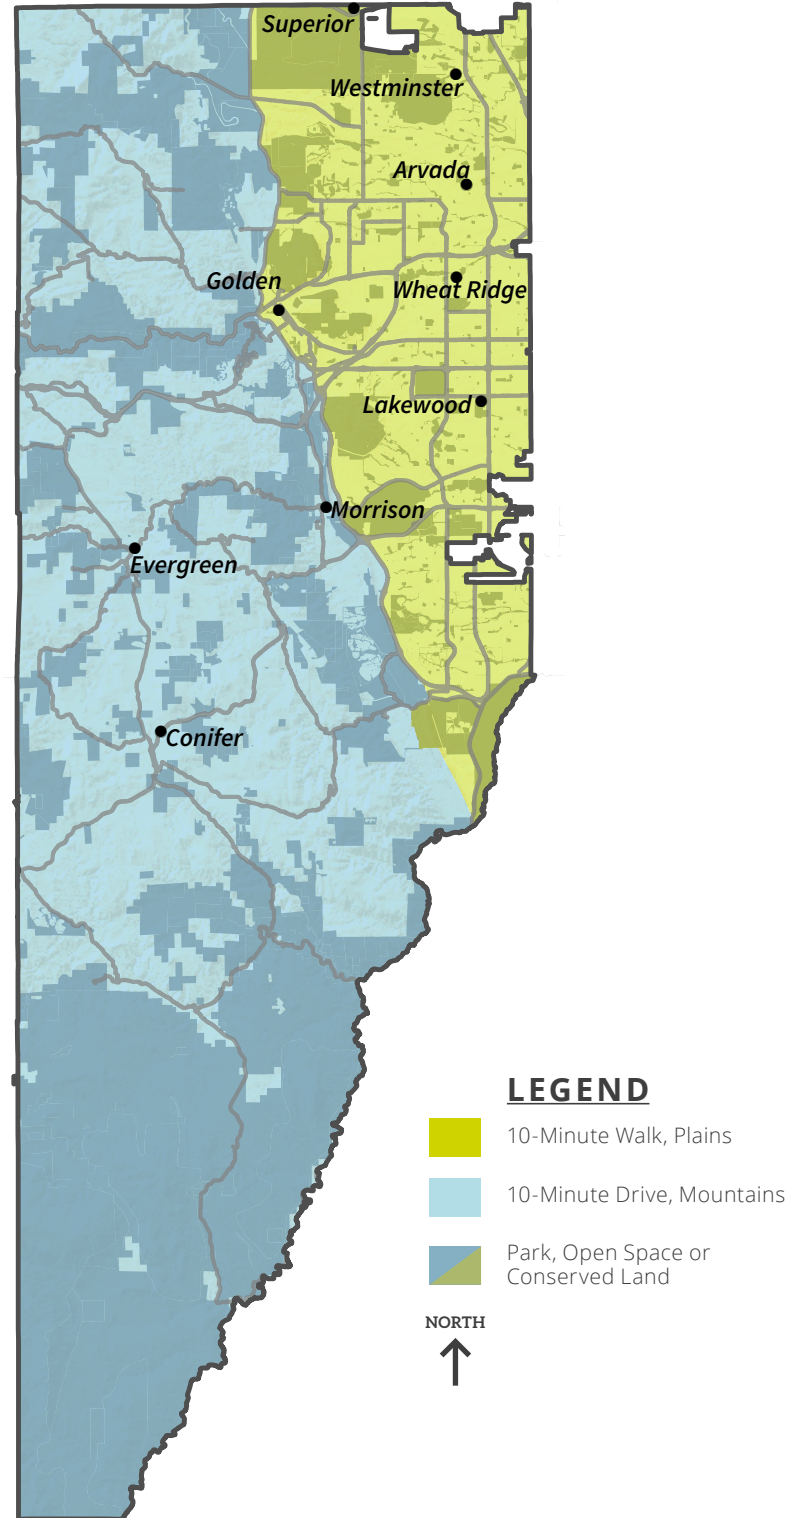 Superior
Westminster
Arvada
Golden
Wheat Ridge
Lakewood
Morrison
Evergreen
Conifer
LEGEND
10-Minute Walk, Plains
10-Minute Drive, Mountains
Park, Open Space or
Conserved Land
NORTH